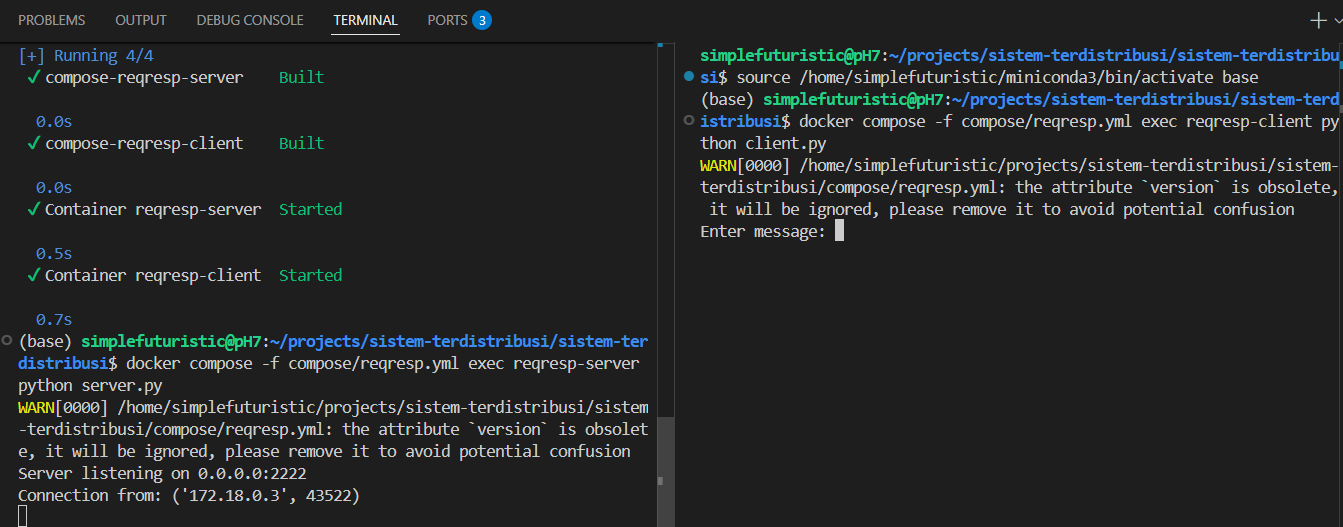 PROBLEMS OUTPUT DEBUG CONSOLE TERMINAL PORTS 3
[+] Running 4/4
✓ compose-reqresp-server Built
0.0s
✓ compose-reqresp-client Built
0.0s
✓ Container reqresp-server Started
0.5s
✓ Container reqresp-client Started
0.7s
(base) simplefuturistic@pH7:~/projects/sistem-terdistribusi/sistem-ter
distribusi$ docker compose -f compose/reqresp.yml exec reqresp-server
python server.py
WARN[0000] /home/simplefuturistic/projects/sistem-terdistribusi/sistem
-terdistribusi/compose/reqresp.yml: the attribute `version` is obsolet
e, it will be ignored, please remove it to avoid potential confusion
Server listening on 0.0.0.0:2222
Connection from: ('172.18.0.3', 43522)
simplefuturistic@pH7:~/projects/sistem-terdistribusi/sistem-terdistribu
si$ source /home/simplefuturistic/miniconda3/bin/activate base
(base) simplefuturistic@pH7:~/projects/sistem-terdistribusi/sistem-terd
istribusi$ docker compose -f compose/reqresp.yml exec reqresp-client py
thon client.py
WARN[0000] /home/simplefuturistic/projects/sistem-terdistribusi/sistem-
terdistribusi/compose/reqresp.yml: the attribute `version` is obsolete,
it will be ignored, please remove it to avoid potential confusion
Enter message: